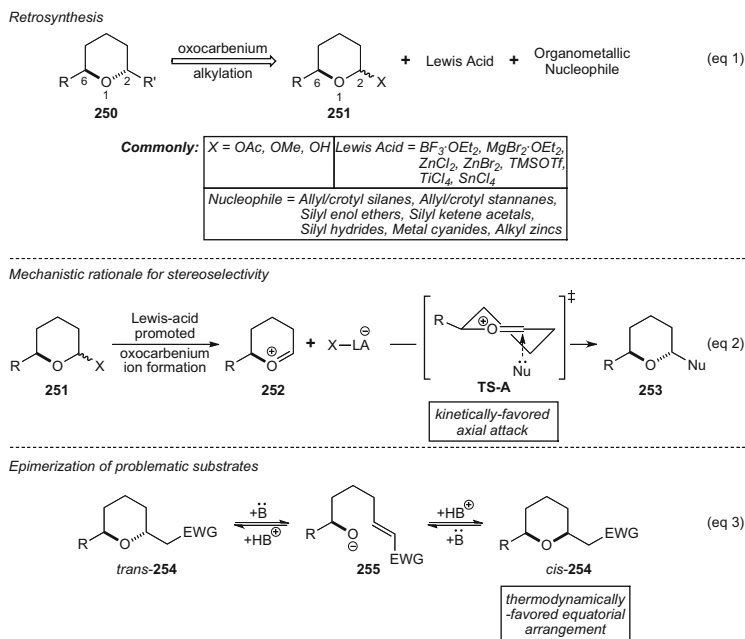 Retrosynthesis
R 6 O 1 2 R'
250
oxocarbenium
alkylation
R 6 O 1 2 X
251
+ Lewis Acid +
Organometallic
Nucleophile
(eq 1)
Commonly:
X = OAc, OMe, OH
Lewis Acid = BF3·OEt2, MgBr2·OEt2,
ZnCl2, ZnBr2, TMSOTf,
TiCl4, SnCl4
Nucleophile = Allyl/crotyl silanes, Allyl/crotyl stannanes,
Silyl enol ethers, Silyl ketene acetals,
Silyl hydrides, Metal cyanides, Alkyl zincs
Mechanistic rationale for stereoselectivity
R O X
251
Lewis-acid
promoted
oxocarbenium
ion formation
R O ⊕
252
+ X—LA ⊖
R O ⊕ Nu ‡
TS-A
kinetically-favored
axial attack
R O Nu
253
(eq 2)
Epimerization of problematic substrates
R O EWG
trans-254
+B̈
+HB⊕
R O ⊖ EWG
255
+HB⊕
+B̈
R O EWG
cis-254
thermodynamically
-favored equatorial
arrangement
(eq 3)